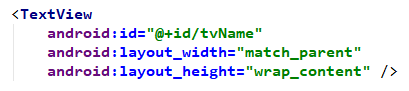 <TextView
android:id="@+id/tvName"
android:layout_width="match_parent"
android:layout_height="wrap_content" />